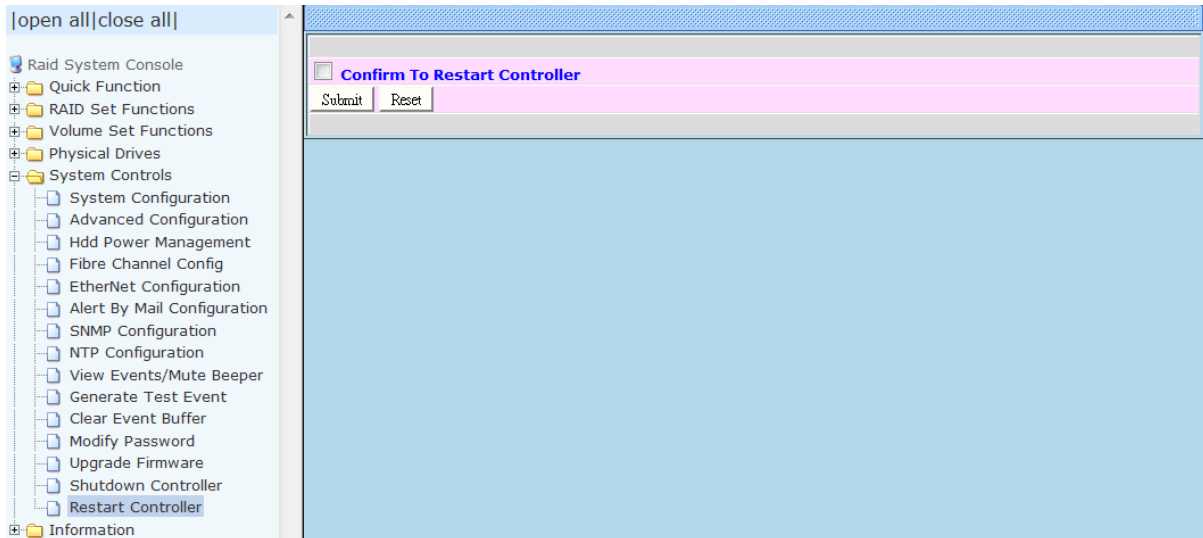 |open all|close all|
Raid System Console
Quick Function
RAID Set Functions
Volume Set Functions
Physical Drives
System Controls
System Configuration
Advanced Configuration
Hdd Power Management
Fibre Channel Config
EtherNet Configuration
Alert By Mail Configuration
SNMP Configuration
NTP Configuration
View Events/Mute Beeper
Generate Test Event
Clear Event Buffer
Modify Password
Upgrade Firmware
Shutdown Controller
Restart Controller
Information
Confirm To Restart Controller
Submit Reset